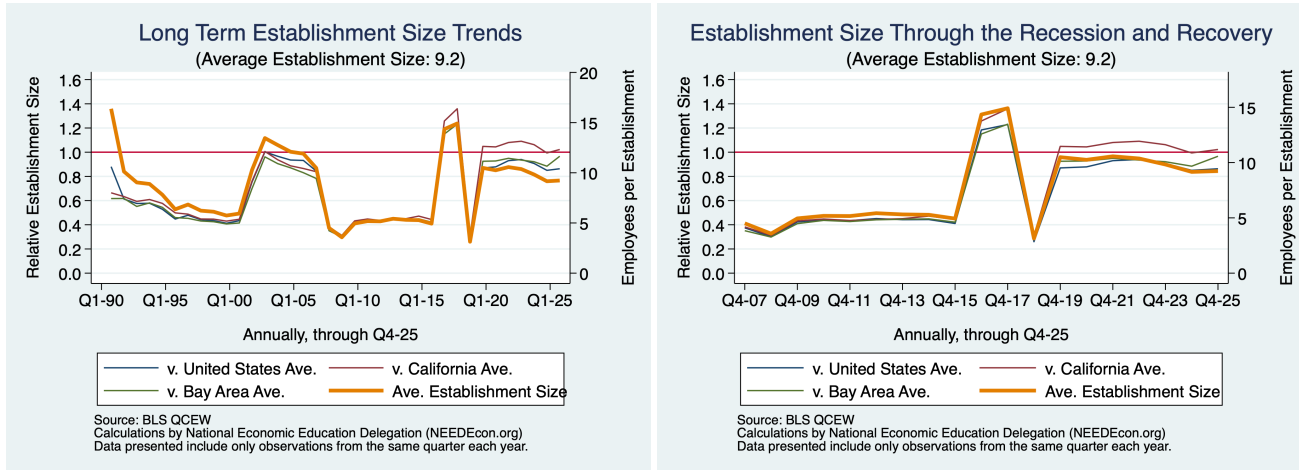 Long Term Establishment Size Trends
(Average Establishment Size: 9.2)
Relative Establishment Size
1.6
1.4
1.2
1.0
0.8
0.6
0.4
0.2
0.0
20
15
10
5
0
Employees per Establishment
Q1-90 Q1-95 Q1-00 Q1-05 Q1-10 Q1-15 Q1-20 Q1-25
Annually, through Q4-25
v. United States Ave. v. California Ave.
v. Bay Area Ave. Ave. Establishment Size
Source: BLS QCEW
Calculations by National Economic Education Delegation (NEEDEcon.org)
Data presented include only observations from the same quarter each year.
Establishment Size Through the Recession and Recovery
(Average Establishment Size: 9.2)
Relative Establishment Size
1.6
1.4
1.2
1.0
0.8
0.6
0.4
0.2
0.0
15
10
5
0
Employees per Establishment
Q4-07 Q4-09 Q4-11 Q4-13 Q4-15 Q4-17 Q4-19 Q4-21 Q4-23 Q4-25
Annually, through Q4-25
v. United States Ave. v. California Ave.
v. Bay Area Ave. Ave. Establishment Size
Source: BLS QCEW
Calculations by National Economic Education Delegation (NEEDEcon.org)
Data presented include only observations from the same quarter each year.